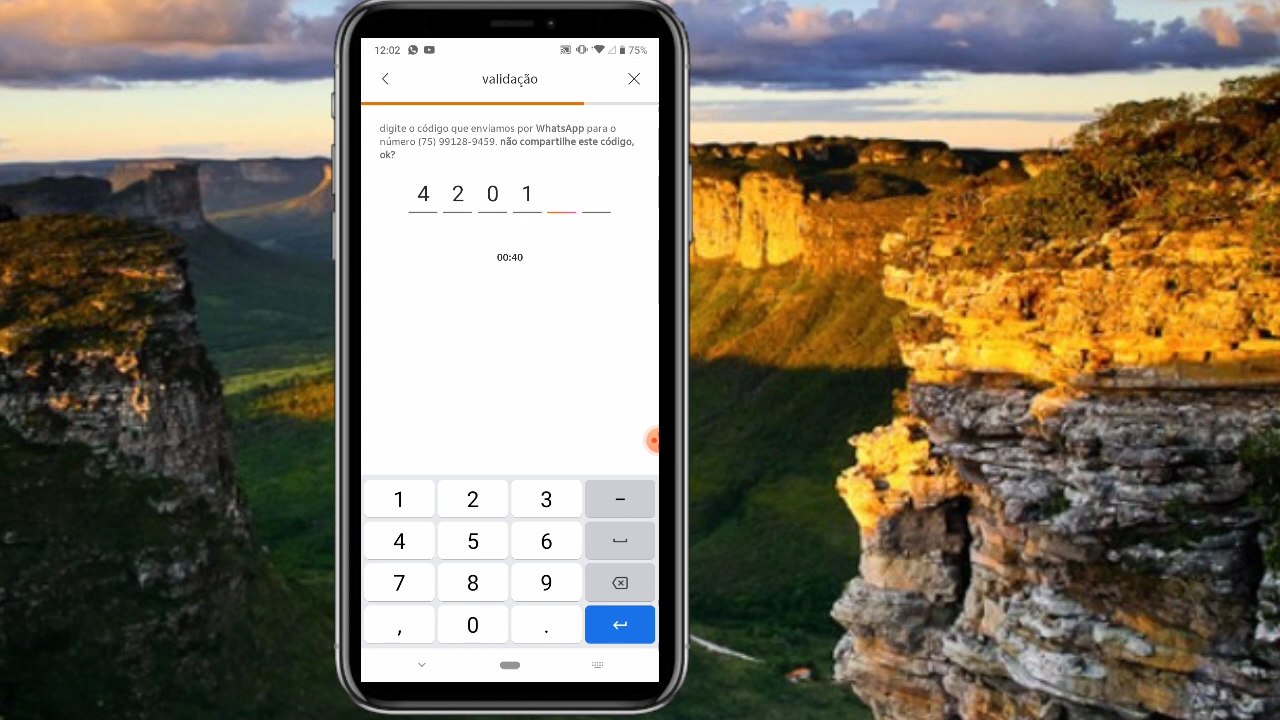 12:02 75%
validação
digite o código que enviamos por WhatsApp para o
número (75) 99128-9459. não compartilhe este código,
ok?
4 2 0 1
00:40
1 2 3 −
4 5 6
7 8 9
, 0 .